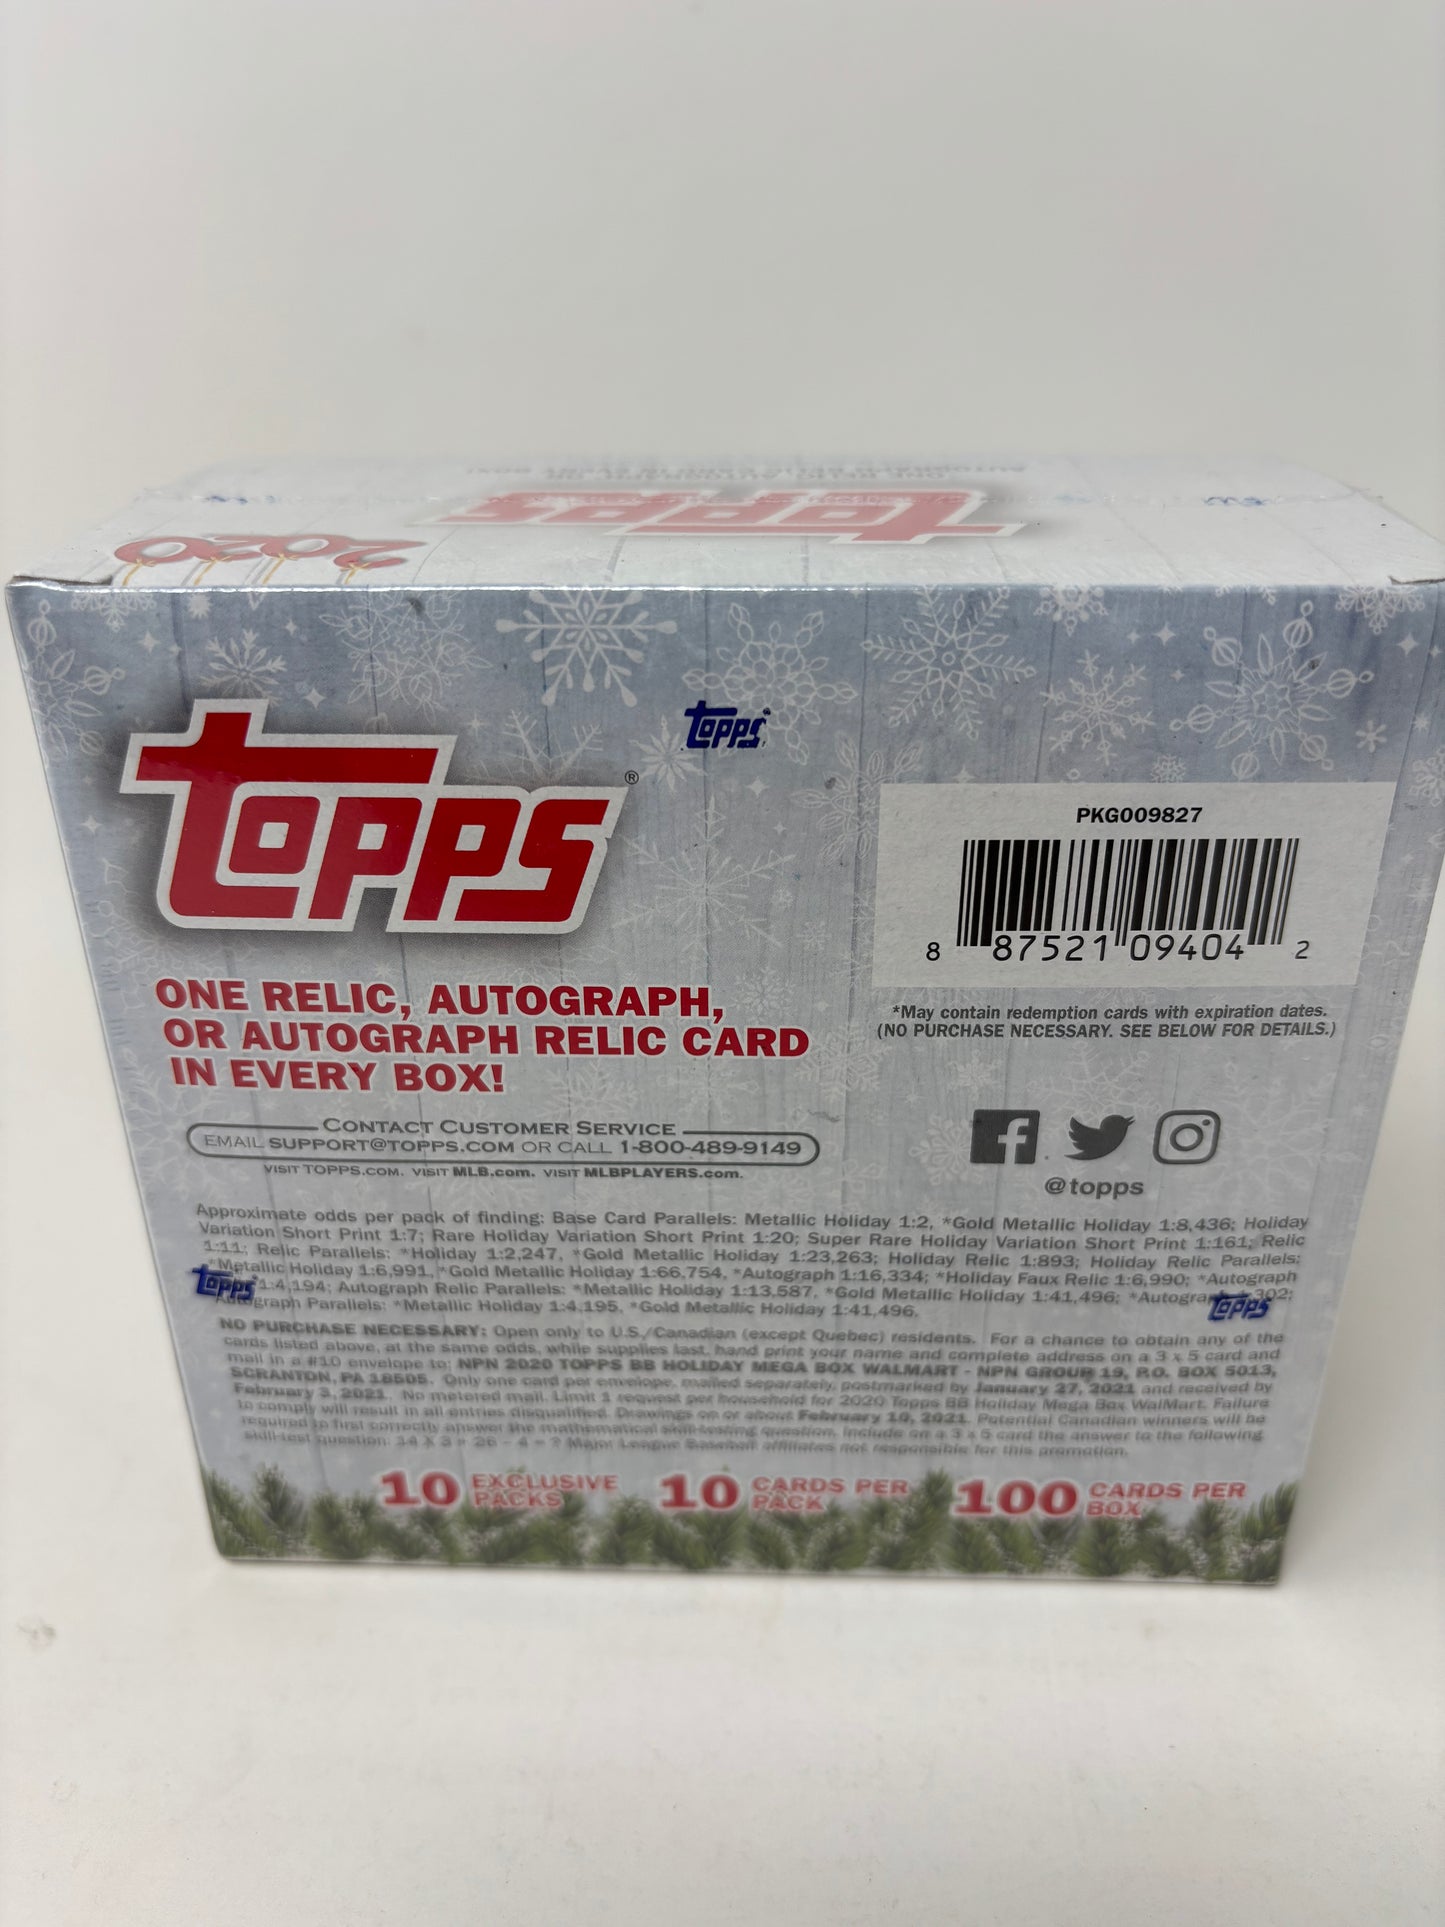 ONE RELIC, AUTOGRAPH OR
AUTOGRAPH RELIC CARD IN EVERY BOX!
TOPPS
2020
TOPPS®
TOPPS
PKG009827
8 87521 09404 2
*May contain redemption cards with expiration dates.
(NO PURCHASE NECESSARY. SEE BELOW FOR DETAILS.)
ONE RELIC, AUTOGRAPH,
OR AUTOGRAPH RELIC CARD
IN EVERY BOX!
CONTACT CUSTOMER SERVICE
EMAIL SUPPORT@TOPPS.COM OR CALL 1-800-489-9149
VISIT TOPPS.COM. VISIT MLB.com. VISIT MLBPLAYERS.com.
@topps
Approximate odds per pack of finding: Base Card Parallels: Metallic Holiday 1:2, *Gold Metallic Holiday 1:8,436; Holiday
Variation Short Print 1:7; Rare Holiday Variation Short Print 1:20; Super Rare Holiday Variation Short Print 1:161; Relic
1:11; Relic Parallels: *Holiday 1:2,247, *Gold Metallic Holiday 1:23,263; Holiday Relic 1:893; Holiday Relic Parallels:
*Metallic Holiday 1:6,991, *Gold Metallic Holiday 1:66,754, *Autograph 1:16,334; *Holiday Faux Relic 1:6,990; *Autograph
1:4,194; Autograph Relic Parallels: *Metallic Holiday 1:13,587, *Gold Metallic Holiday 1:41,496; *Autograph 302;
Autograph Parallels: *Metallic Holiday 1:4,195, *Gold Metallic Holiday 1:41,496.
TOPPS
TOPPS
NO PURCHASE NECESSARY: Open only to U.S./Canadian (except Quebec) residents. For a chance to obtain any of the
cards listed above, at the same odds, while supplies last, hand print your name and complete address on a 3 x 5 card and
mail in a #10 envelope to: NPN 2020 TOPPS BB HOLIDAY MEGA BOX WALMART - NPN GROUP 19, P.O. BOX 5013,
SCRANTON, PA 18505. Only one card per envelope, mailed separately, postmarked by January 27, 2021 and received by
February 3, 2021. No metered mail. Limit 1 request per household for 2020 Topps BB Holiday Mega Box WalMart. Failure
to comply will result in all entries disqualified. Drawings on or about February 10, 2021. Potential Canadian winners will be
required to first correctly answer the mathematical skill-testing question. Include on a 3 x 5 card the answer to the following
skill-test question: 14 X 3 = 26 - 4 = ? Major League Baseball affiliates not responsible for this promotion.
10 EXCLUSIVE PACKS 10 CARDS PER PACK 100 CARDS PER BOX